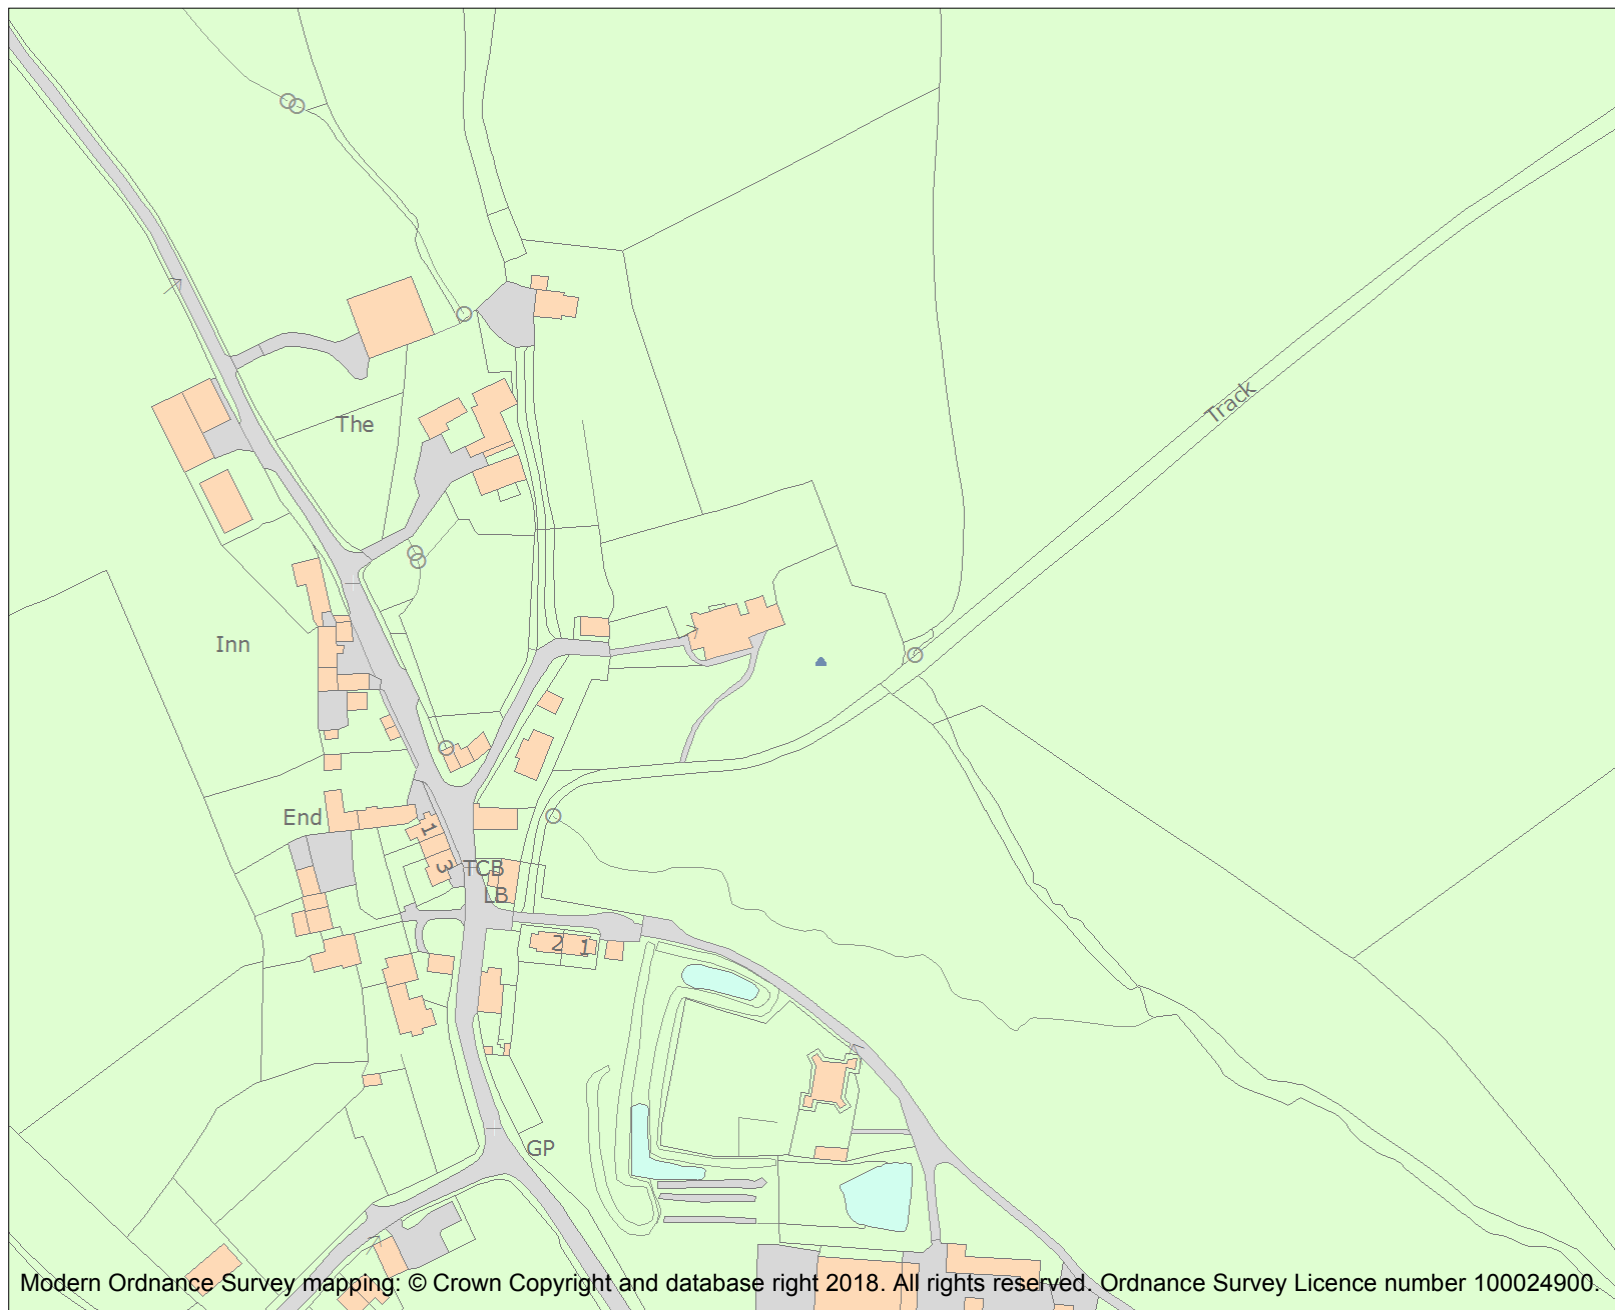 Track
The
Inn
End
1
3
TCB
LB
2 1
GP
Modern Ordnance Survey mapping: © Crown Copyright and database right 2018. All rights reserved. Ordnance Survey Licence number 100024900.